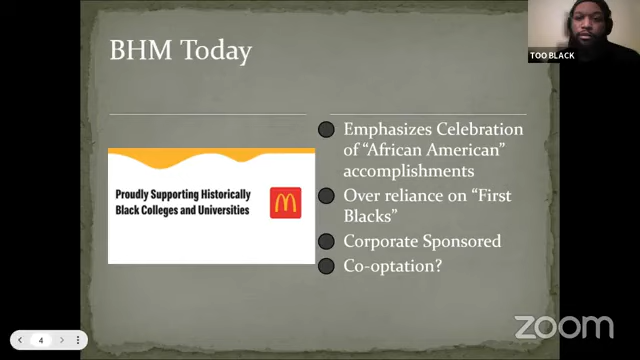 BHM Today
TOO BLACK
Proudly Supporting Historically
Black Colleges and Universities
Emphasizes Celebration
of “African American”
accomplishments
Over reliance on “First
Blacks”
Corporate Sponsored
Co-optation?
4
zoom